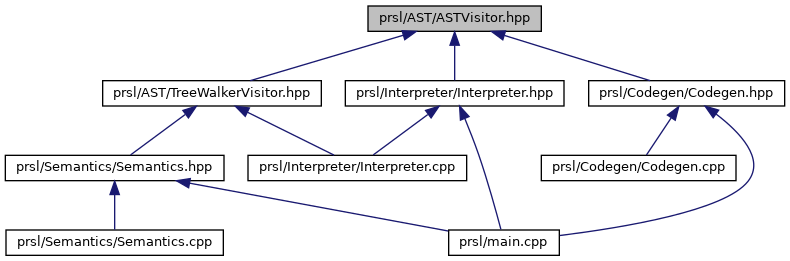 prsl/AST/ASTVisitor.hpp
prsl/AST/TreeWalkerVisitor.hpp
prsl/Interpreter/Interpreter.hpp
prsl/Codegen/Codegen.hpp
prsl/Semantics/Semantics.hpp
prsl/Interpreter/Interpreter.cpp
prsl/Codegen/Codegen.cpp
prsl/Semantics/Semantics.cpp
prsl/main.cpp